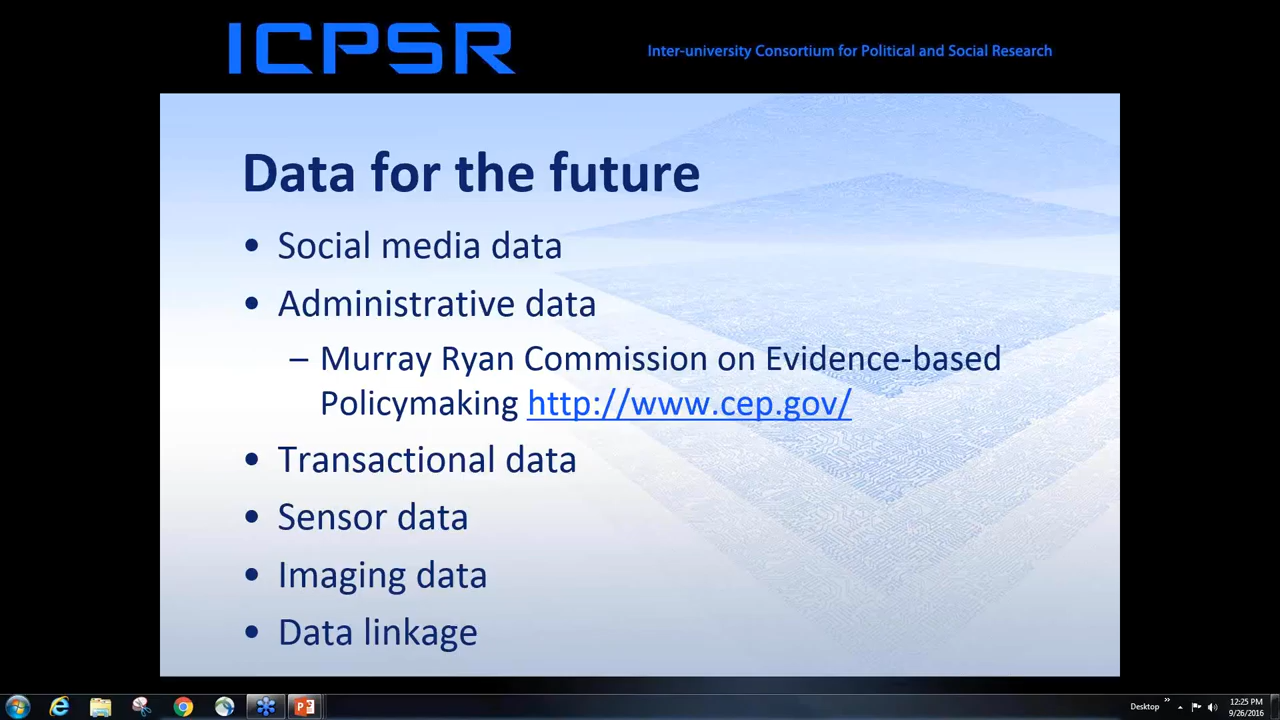 ICPSR
Inter-university Consortium for Political and Social Research
Data for the future
• Social media data
• Administrative data
– Murray Ryan Commission on Evidence-based
Policymaking http://www.cep.gov/
• Transactional data
• Sensor data
• Imaging data
• Data linkage
Desktop
12:25 PM
9/26/2016